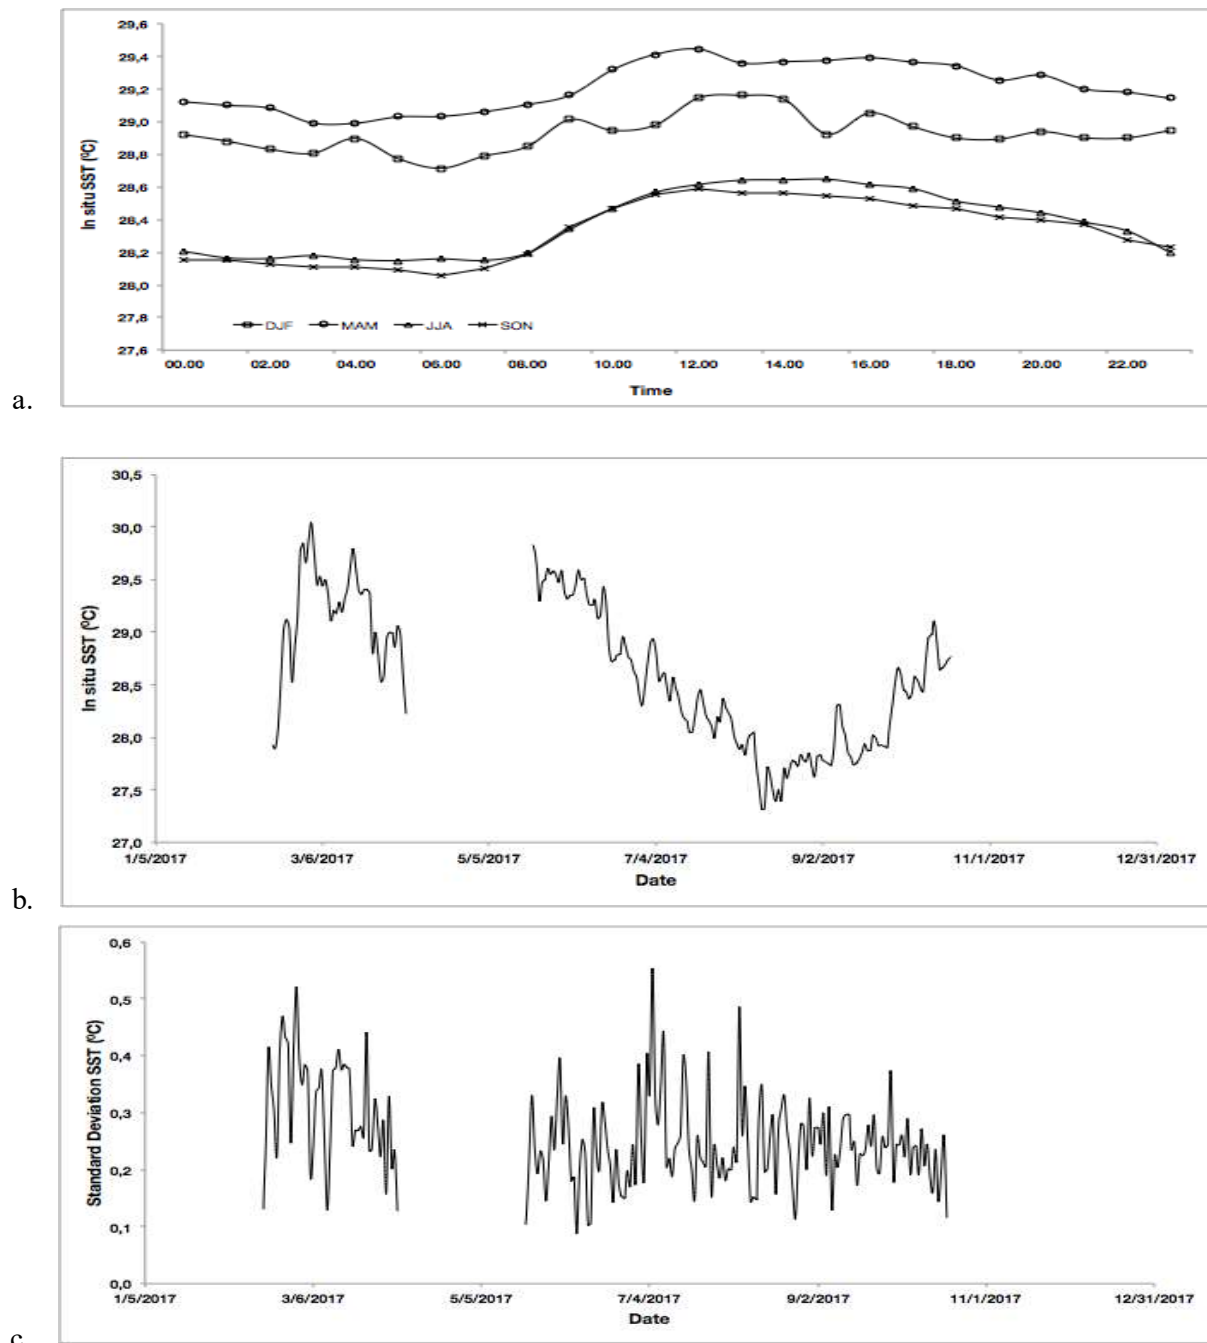 29,6
29,4
29,2
29,0
28,8
28,6
28,4
28,2
28,0
27,8
27,6
In situ SST (ºC)
DJF MAM JJA SON
00.00 02.00 04.00 06.00 08.00 10.00 12.00 14.00 16.00 18.00 20.00 22.00
Time
a.
30,5
30,0
29,5
29,0
28,5
28,0
27,5
27,0
In situ SST (ºC)
1/5/2017 3/6/2017 5/5/2017 7/4/2017 9/2/2017 11/1/2017 12/31/2017
Date
b.
0,6
0,5
0,4
0,3
0,2
0,1
0,0
Standard Deviation SST (ºC)
1/5/2017 3/6/2017 5/5/2017 7/4/2017 9/2/2017 11/1/2017 12/31/2017
Date
c.